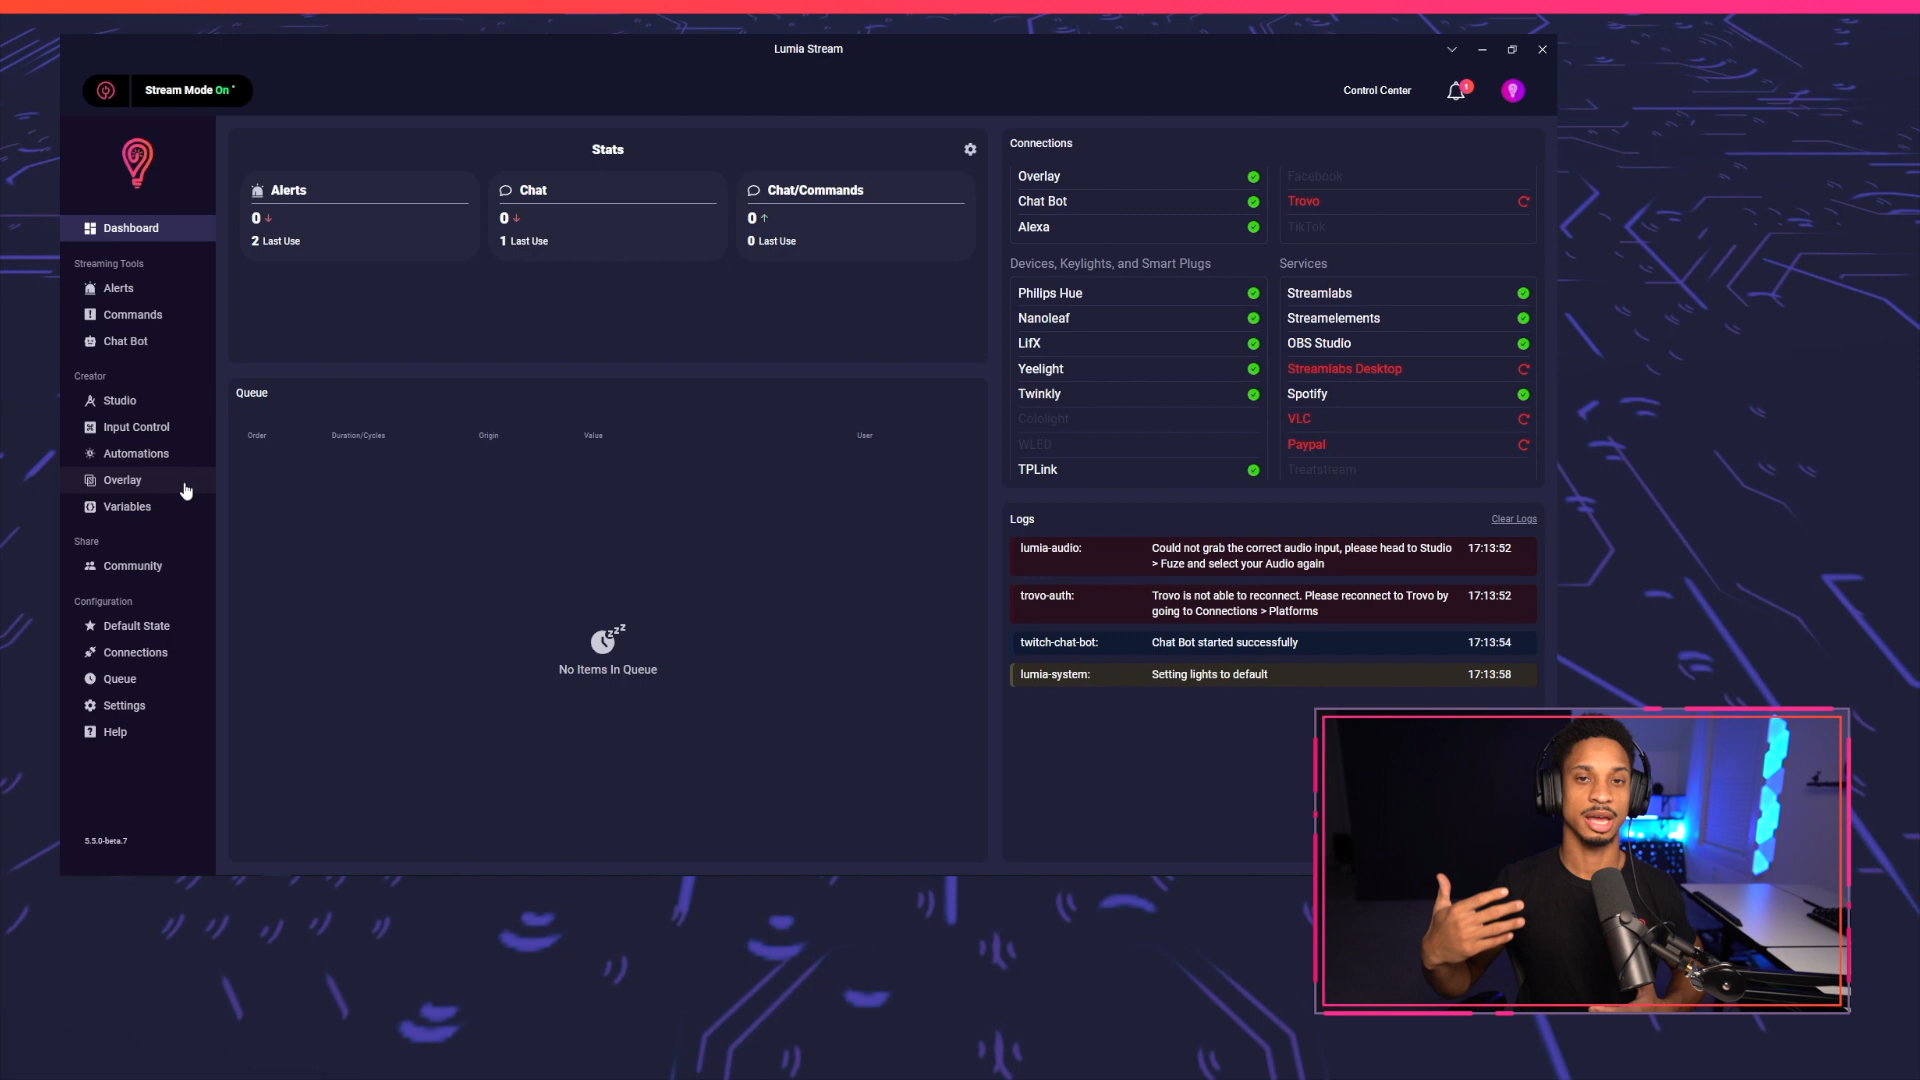 Lumia Stream
Stream Mode On
Control Center
1
Dashboard
Streaming Tools
Alerts
Commands
Chat Bot
Creator
Studio
Input Control
Automations
Overlay
Variables
Share
Community
Configuration
Default State
Connections
Queue
Settings
Help
5.5.0-beta.7
Stats
Alerts
0
2 Last Use
Chat
0
1 Last Use
Chat/Commands
0
0 Last Use
Queue
Order Duration/Cycles Origin Value User
No Items In Queue
Connections
Overlay
Chat Bot
Alexa
Facebook
Trovo
TikTok
Devices, Keylights, and Smart Plugs
Philips Hue
Nanoleaf
LifX
Yeelight
Twinkly
Cololight
WLED
TPLink
Services
Streamlabs
Streamelements
OBS Studio
Streamlabs Desktop
Spotify
VLC
Paypal
Treatstream
Logs
Clear Logs
lumia-audio: Could not grab the correct audio input, please head to Studio 17:13:52
> Fuze and select your Audio again
trovo-auth: Trovo is not able to reconnect. Please reconnect to Trovo by 17:13:52
going to Connections > Platforms
twitch-chat-bot: Chat Bot started successfully 17:13:54
lumia-system: Setting lights to default 17:13:58